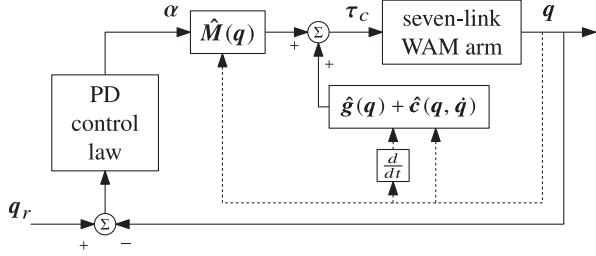 α
M̂(q)
+
Σ
τ_c
seven-link
WAM arm
q
+
PD
control
law
ĝ(q) + ĉ(q, q̇)
d
dt
q_r
+
Σ
−